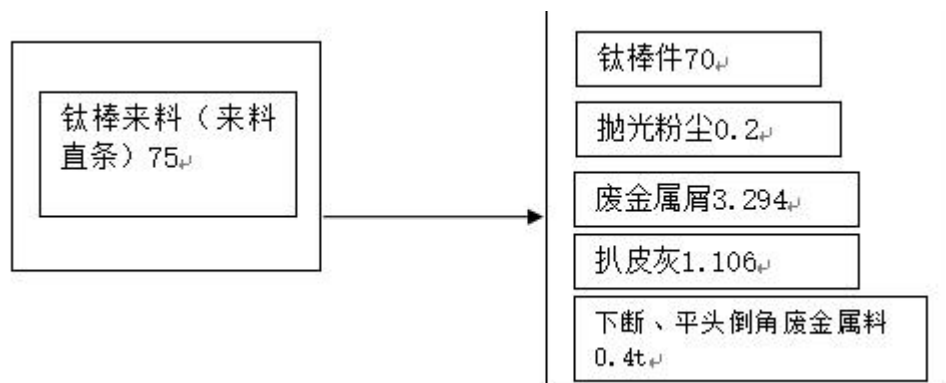 钛棒来料（来料
直条）75
钛棒件70
抛光粉尘0.2
废金属屑3.294
扒皮灰1.106
下断、平头倒角废金属料
0.4t